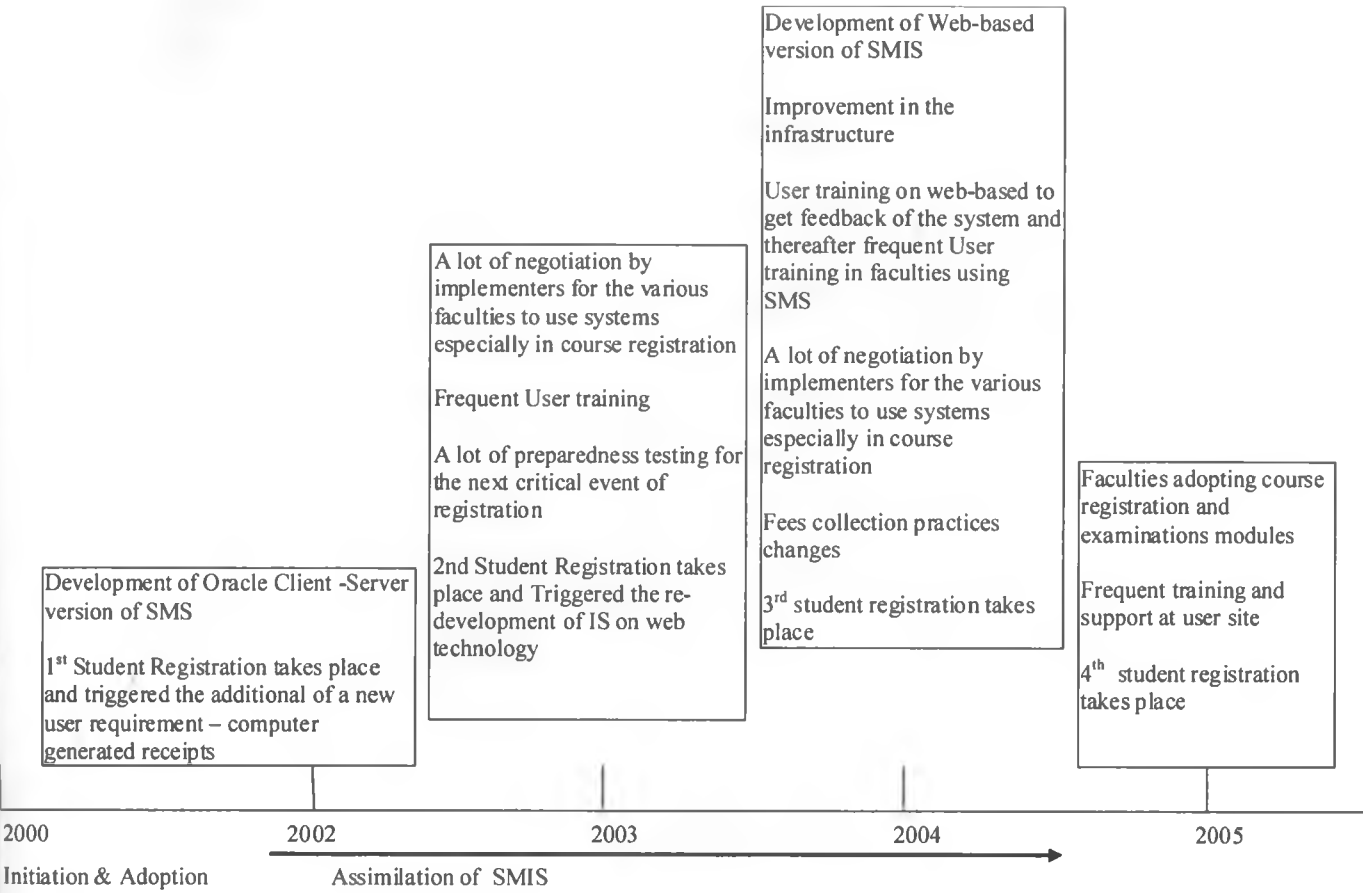 Development of Oracle Client -Server
version of SMS
1st Student Registration takes place
and triggered the additional of a new
user requirement – computer
generated receipts
A lot of negotiation by
implementers for the various
faculties to use systems
especially in course registration
Frequent User training
A lot of preparedness testing for
the next critical event of
registration
2nd Student Registration takes
place and Triggered the re-
development of IS on web
technology
Development of Web-based
version of SMIS
Improvement in the
infrastructure
User training on web-based to
get feedback of the system and
thereafter frequent User
training in faculties using
SMS
A lot of negotiation by
implementers for the various
faculties to use systems
especially in course
registration
Fees collection practices
changes
3rd student registration takes
place
Faculties adopting course
registration and
examinations modules
Frequent training and
support at user site
4th student registration
takes place
2000 2002 2003 2004 2005
Initiation & Adoption Assimilation of SMIS